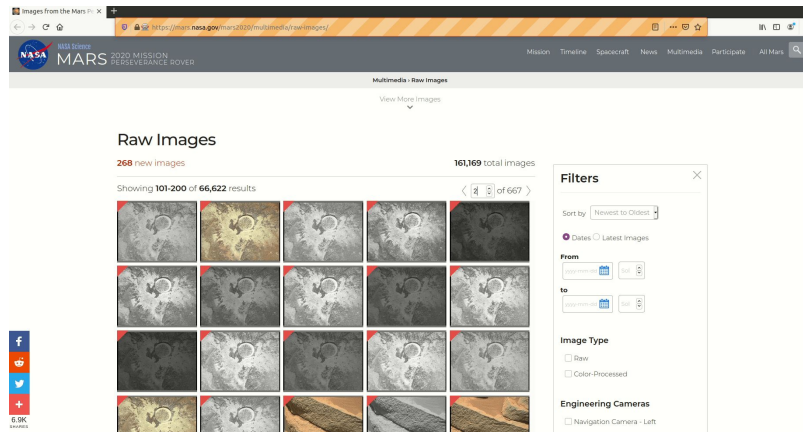 Images from the Mars Pe
https://mars.nasa.gov/mars2020/multimedia/raw-images/
NASA
NASA Science
MARS 2020 MISSION
PERSEVERANCE ROVER
Mission Timeline Spacecraft News Multimedia Participate All Mars
Multimedia › Raw Images
View More Images
Raw Images
268 new images 161,169 total images
Showing 101-200 of 66,622 results 2 of 667
Filters
Sort by Newest to Oldest
Dates Latest Images
From
Sol
to
Sol
Image Type
Raw
Color-Processed
Engineering Cameras
Navigation Camera - Left
6.9K
SHARES